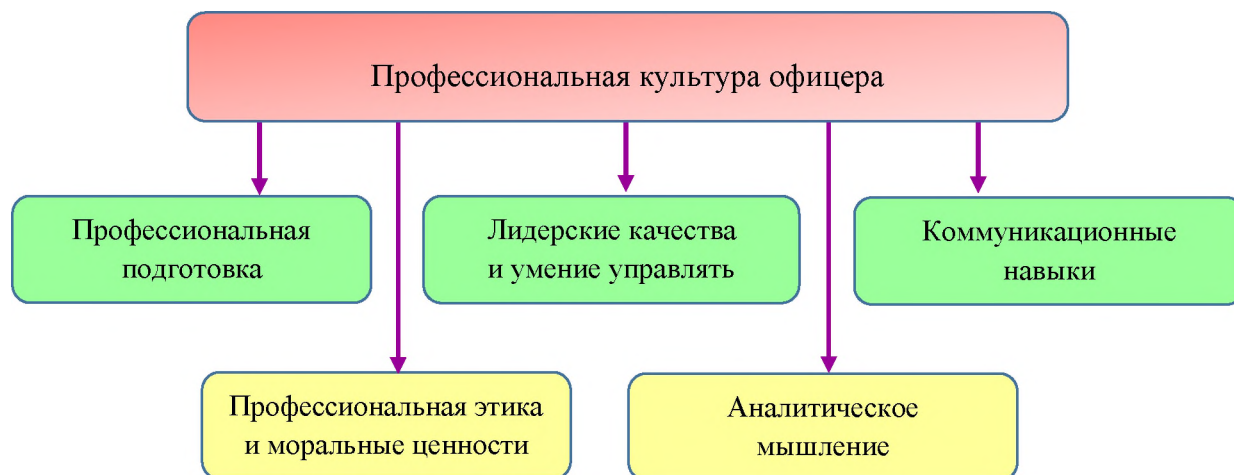 Профессиональная культура офицера
Профессиональная
подготовка
Лидерские качества
и умение управлять
Коммуникационные
навыки
Профессиональная этика
и моральные ценности
Аналитическое
мышление